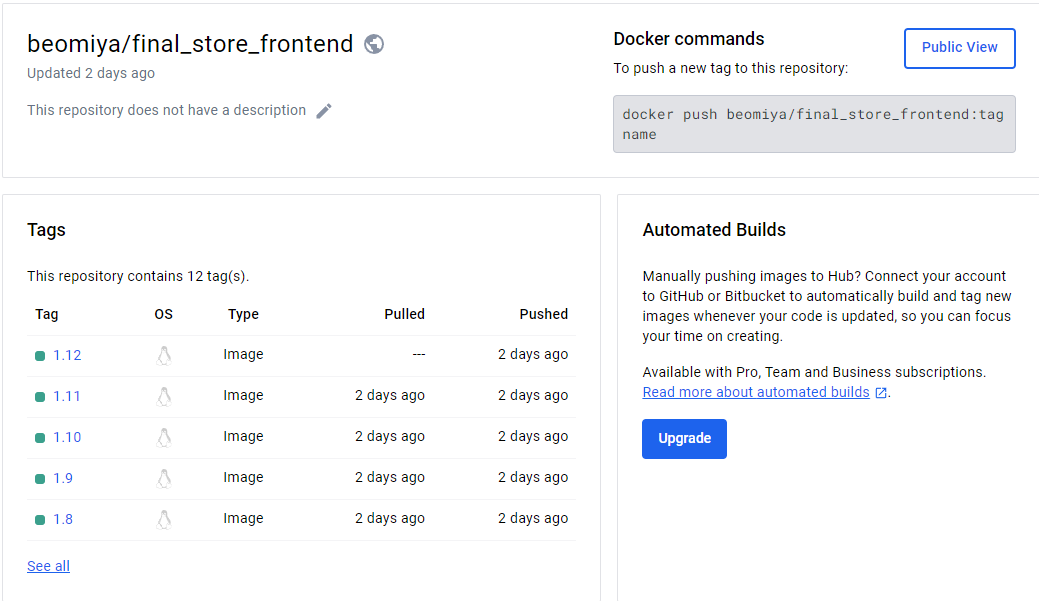 beomiya/final_store_frontend
Updated 2 days ago
This repository does not have a description
Docker commands
Public View
To push a new tag to this repository:
docker push beomiya/final_store_frontend:tag
name
Tags
This repository contains 12 tag(s).
Tag OS Type Pulled Pushed
1.12 Image --- 2 days ago
1.11 Image 2 days ago 2 days ago
1.10 Image 2 days ago 2 days ago
1.9 Image 2 days ago 2 days ago
1.8 Image 2 days ago 2 days ago
See all
Automated Builds
Manually pushing images to Hub? Connect your account
to GitHub or Bitbucket to automatically build and tag new
images whenever your code is updated, so you can focus
your time on creating.
Available with Pro, Team and Business subscriptions.
Read more about automated builds .
Upgrade